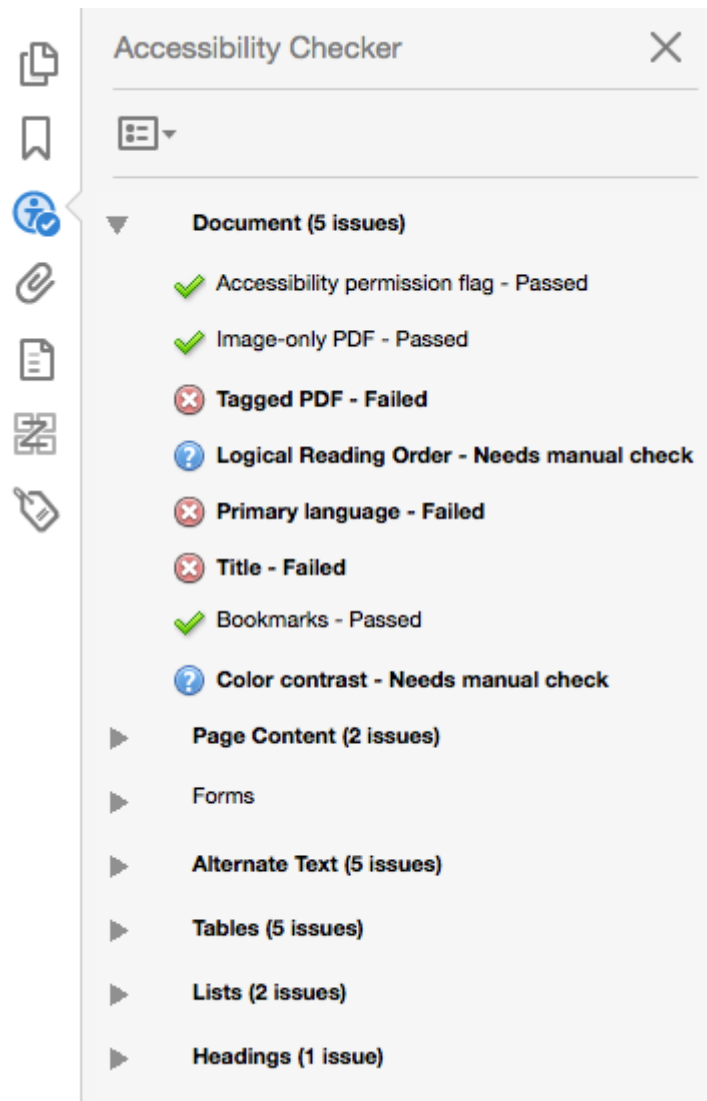 Accessibility Checker
Document (5 issues)
Accessibility permission flag - Passed
Image-only PDF - Passed
Tagged PDF - Failed
Logical Reading Order - Needs manual check
Primary language - Failed
Title - Failed
Bookmarks - Passed
Color contrast - Needs manual check
Page Content (2 issues)
Forms
Alternate Text (5 issues)
Tables (5 issues)
Lists (2 issues)
Headings (1 issue)